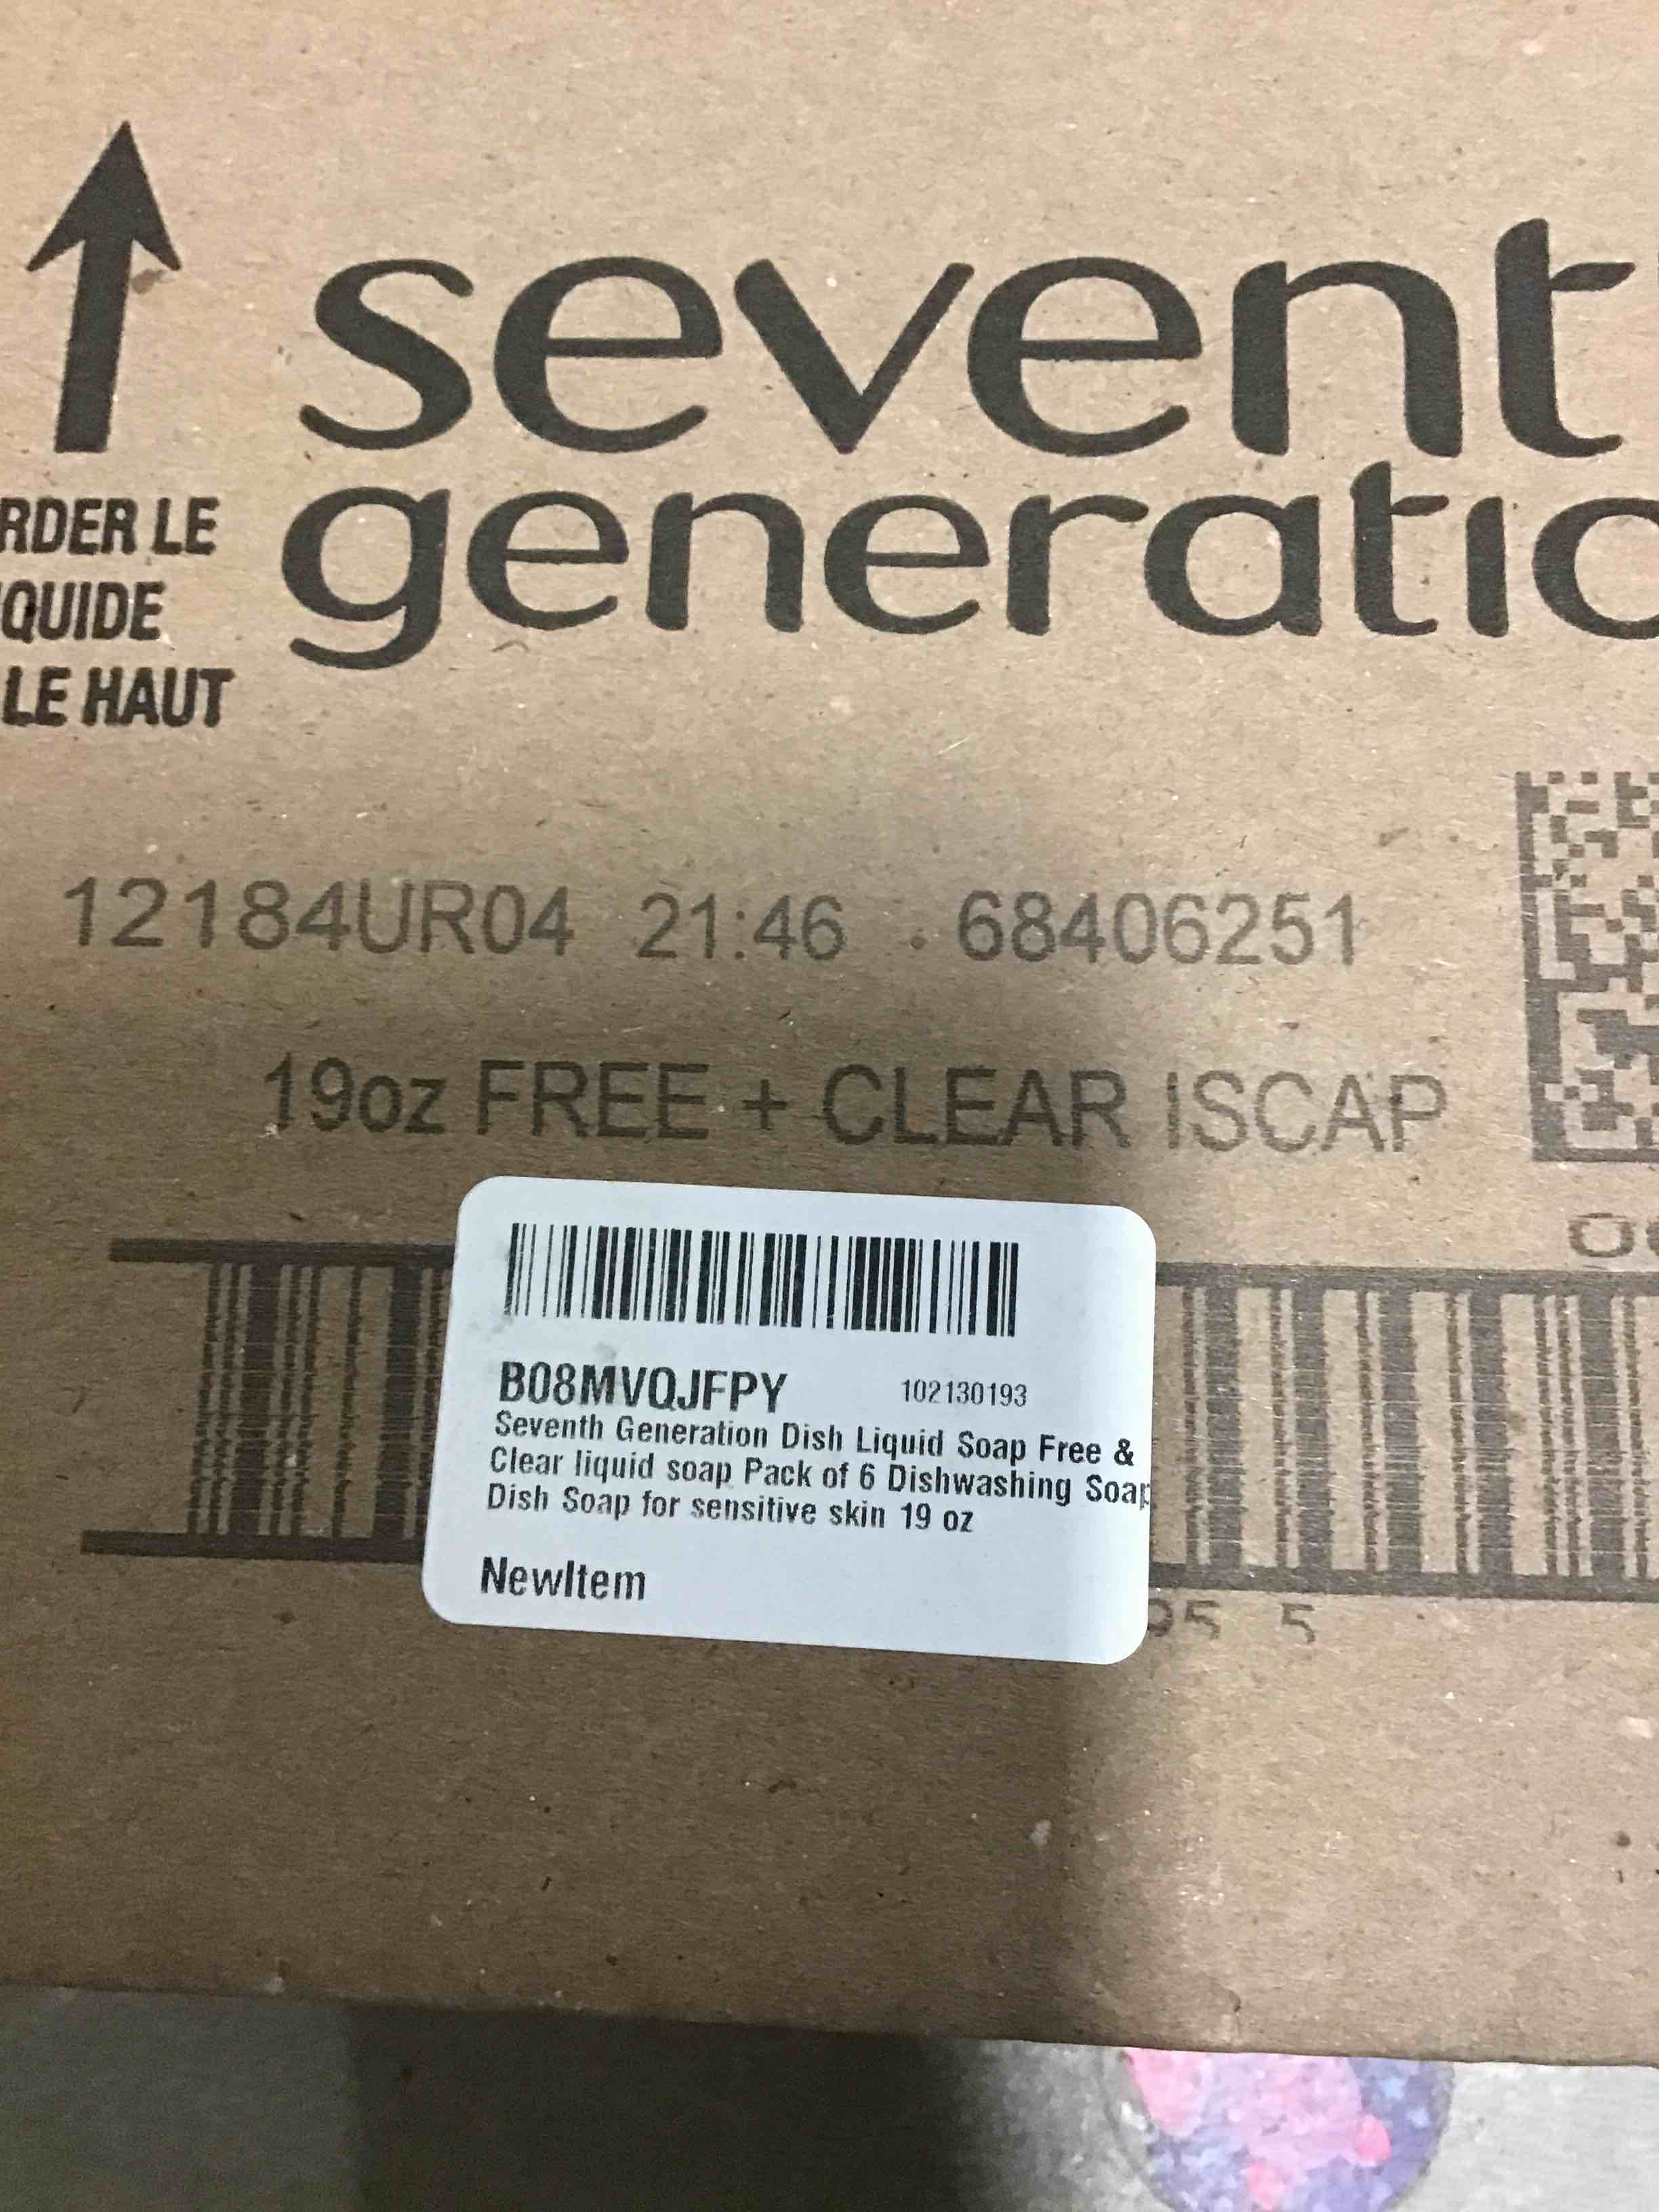 sevent
generatio
RDER LE
QUIDE
LE HAUT
12184UR04 21:46 . 68406251
19oz FREE + CLEAR ISCAP
B08MVQJFPY 102130193
Seventh Generation Dish Liquid Soap Free &
Clear liquid soap Pack of 6 Dishwashing Soap
Dish Soap for sensitive skin 19 oz
NewItem
95 5